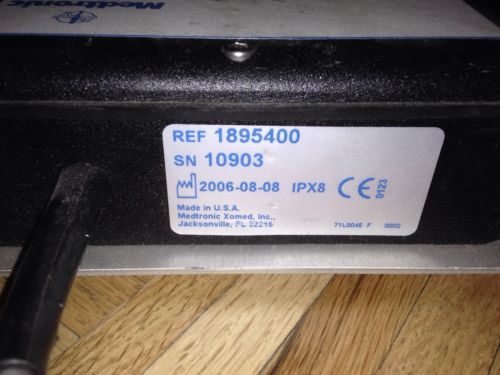 Medtronic
REF 1895400
SN 10903
2006-08-08 IPX8 CE 0123
Made in U.S.A.
Medtronic Xomed, Inc.,
Jacksonville, FL 32216
71L0046 F 0002